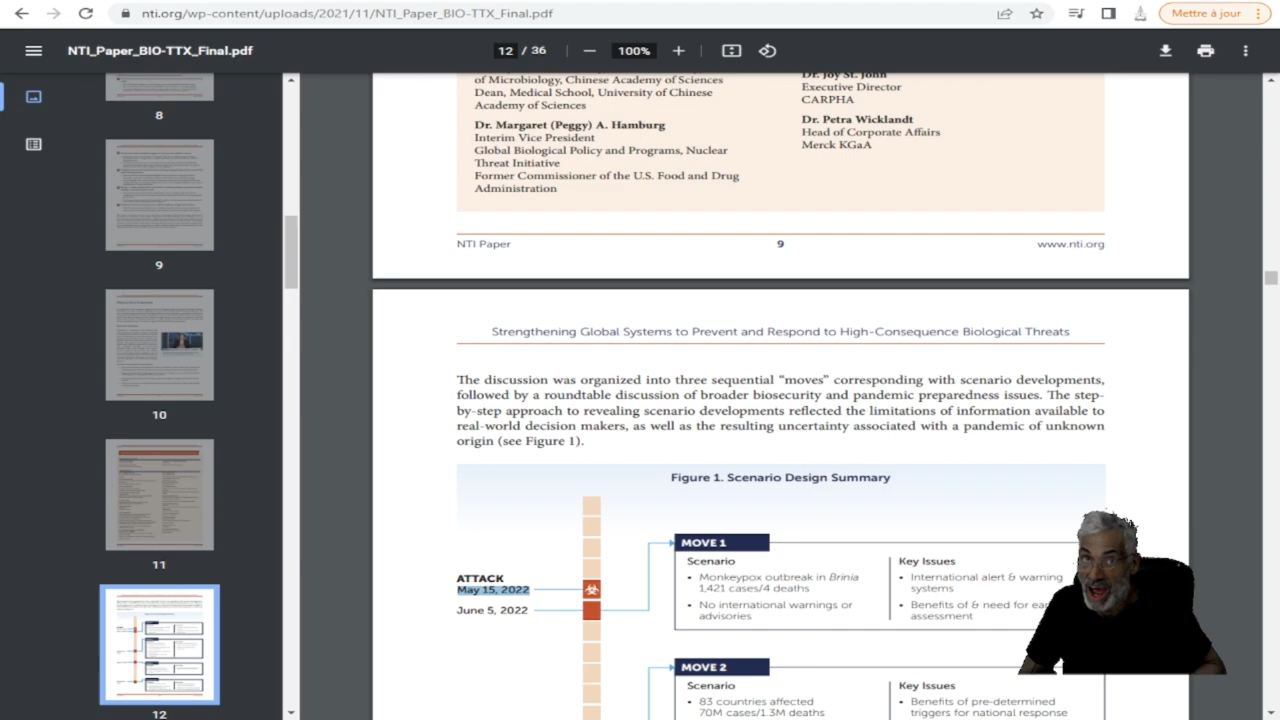 nti.org/wp-content/uploads/2021/11/NTI_Paper_BIO-TTX_Final.pdf
Mettre à jour
NTI_Paper_BIO-TTX_Final.pdf
12 / 36
100%
8
9
10
11
12
of Microbiology, Chinese Academy of Sciences
Dean, Medical School, University of Chinese
Academy of Sciences
Dr. Margaret (Peggy) A. Hamburg
Interim Vice President
Global Biological Policy and Programs, Nuclear
Threat Initiative
Former Commissioner of the U.S. Food and Drug
Administration
Dr. Joy St. John
Executive Director
CARPHA
Dr. Petra Wicklandt
Head of Corporate Affairs
Merck KGaA
NTI Paper
9
www.nti.org
Strengthening Global Systems to Prevent and Respond to High-Consequence Biological Threats
The discussion was organized into three sequential “moves” corresponding with scenario developments,
followed by a roundtable discussion of broader biosecurity and pandemic preparedness issues. The step-
by-step approach to revealing scenario developments reflected the limitations of information available to
real-world decision makers, as well as the resulting uncertainty associated with a pandemic of unknown
origin (see Figure 1).
Figure 1. Scenario Design Summary
ATTACK
May 15, 2022
June 5, 2022
MOVE 1
Scenario
• Monkeypox outbreak in Brinia
1,421 cases/4 deaths
• No international warnings or
advisories
Key Issues
• International alert & warning
systems
• Benefits of & need for
assessment
MOVE 2
Scenario
• 83 countries affected
70M cases/1.3M deaths
Key Issues
• Benefits of pre-determined
triggers for national response